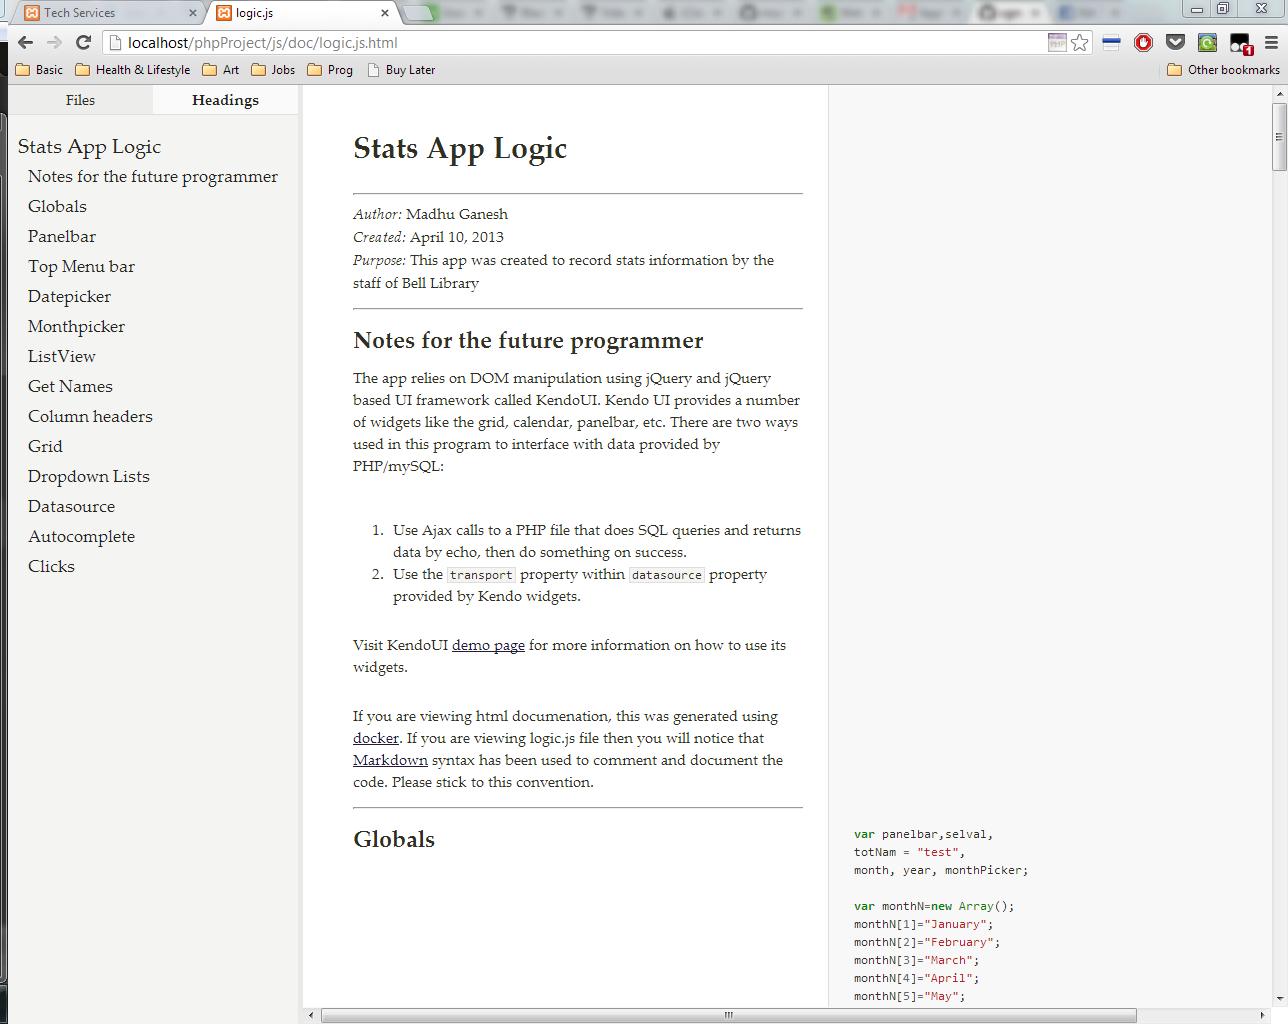 Tech Services
logic.js
localhost/phpProject/js/doc/logic.js.html
PHP
1
Basic
Health & Lifestyle
Art
Jobs
Prog
Buy Later
Other bookmarks
Files
Headings
Stats App Logic
Notes for the future programmer
Globals
Panelbar
Top Menu bar
Datepicker
Monthpicker
ListView
Get Names
Column headers
Grid
Dropdown Lists
Datasource
Autocomplete
Clicks
Stats App Logic
Author: Madhu Ganesh
Created: April 10, 2013
Purpose: This app was created to record stats information by the
staff of Bell Library
Notes for the future programmer
The app relies on DOM manipulation using jQuery and jQuery
based UI framework called KendoUI. Kendo UI provides a number
of widgets like the grid, calendar, panelbar, etc. There are two ways
used in this program to interface with data provided by
PHP/mySQL:
1. Use Ajax calls to a PHP file that does SQL queries and returns
data by echo, then do something on success.
2. Use the transport property within datasource property
provided by Kendo widgets.
Visit KendoUI demo page for more information on how to use its
widgets.
If you are viewing html documenation, this was generated using
docker. If you are viewing logic.js file then you will notice that
Markdown syntax has been used to comment and document the
code. Please stick to this convention.
Globals
var panelbar,selval,
totNam = "test",
month, year, monthPicker;
var monthN=new Array();
monthN[1]="January";
monthN[2]="February";
monthN[3]="March";
monthN[4]="April";
monthN[5]="May";